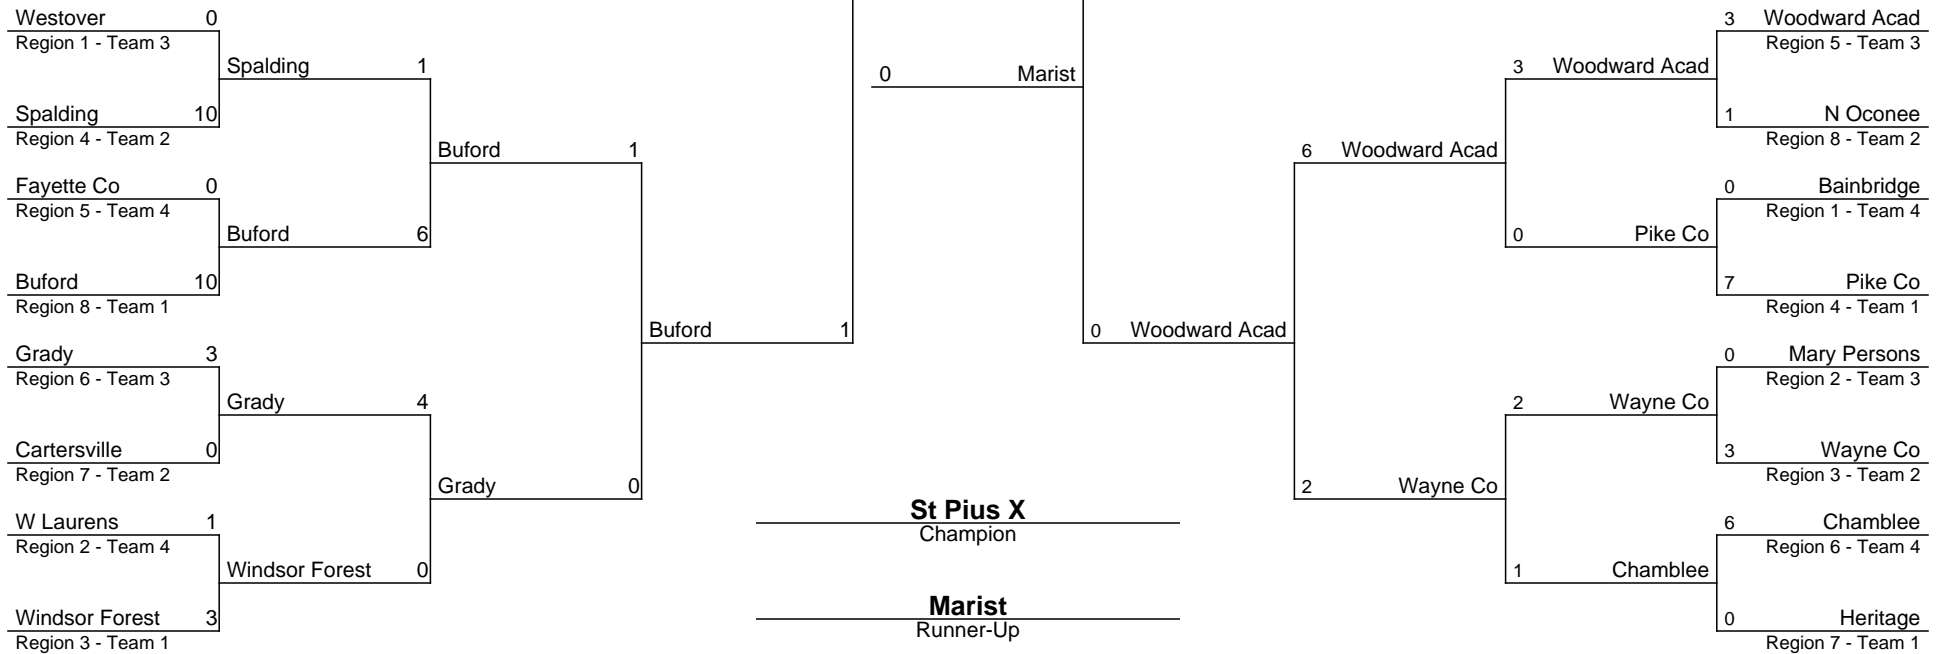 Westover 0
Region 1 - Team 3
Spalding 1
Spalding 10
Region 4 - Team 2
Buford 1
Fayette Co 0
Region 5 - Team 4
Buford 6
Buford 10
Region 8 - Team 1
Buford 1
Grady 3
Region 6 - Team 3
Grady 4
Cartersville 0
Region 7 - Team 2
Grady 0
W Laurens 1
Region 2 - Team 4
Windsor Forest 0
Windsor Forest 3
Region 3 - Team 1
0 Marist
St Pius X
Champion
Marist
Runner-Up
3 Woodward Acad
Region 5 - Team 3
3 Woodward Acad
1 N Oconee
Region 8 - Team 2
6 Woodward Acad
0 Bainbridge
Region 1 - Team 4
0 Pike Co
7 Pike Co
Region 4 - Team 1
0 Woodward Acad
0 Mary Persons
Region 2 - Team 3
2 Wayne Co
3 Wayne Co
Region 3 - Team 2
2 Wayne Co
6 Chamblee
Region 6 - Team 4
1 Chamblee
0 Heritage
Region 7 - Team 1